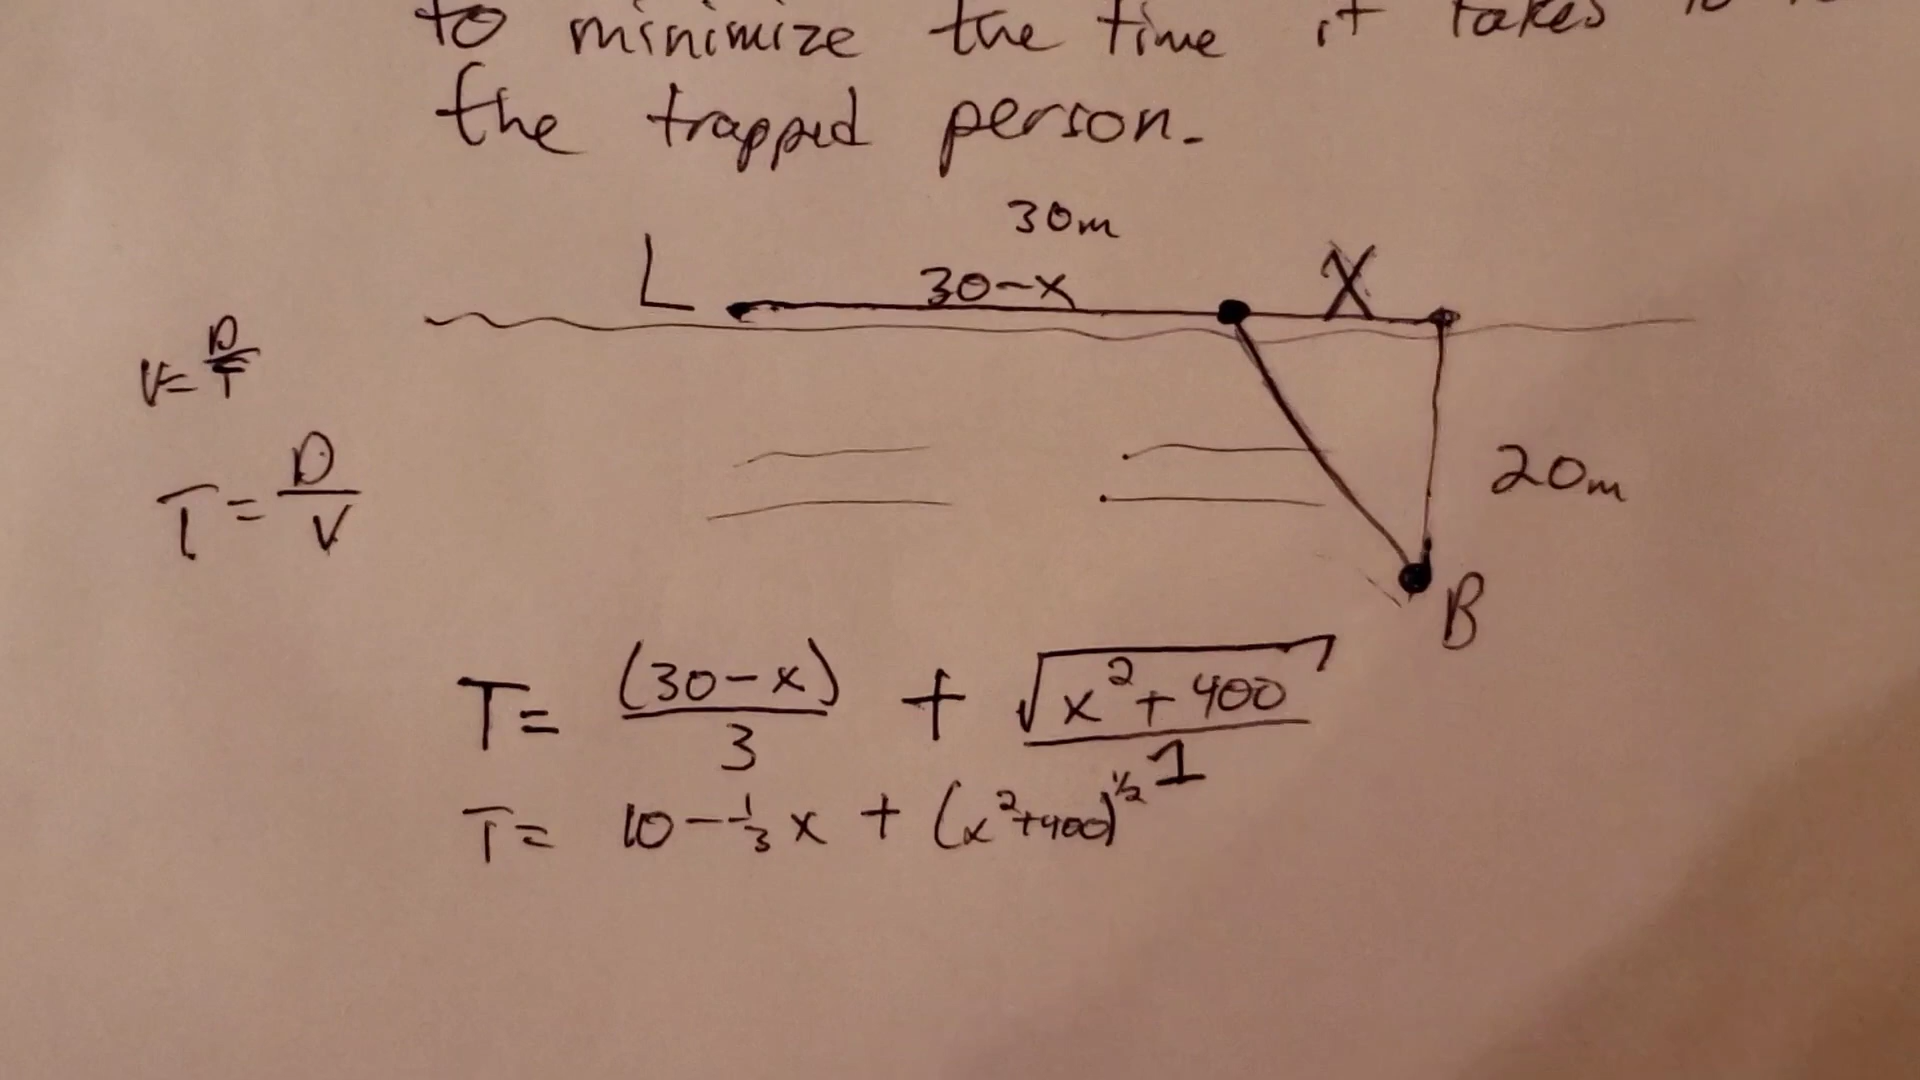 to minimize the time it takes to
the trapped person.
30m
L
30-x
X
V=D/T
T=D/V
20m
B
T= (30-x)/3 + √(x²+400)/1
T= 10-⅓x + (x²+400)^½